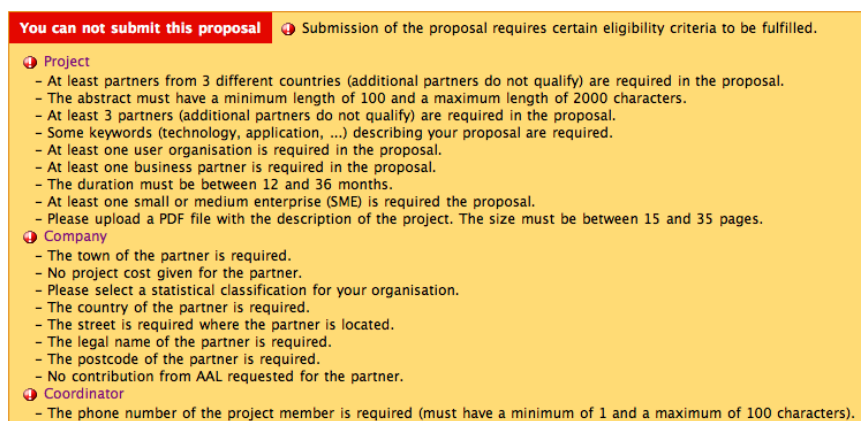 You can not submit this proposal Submission of the proposal requires certain eligibility criteria to be fulfilled.
Project
– At least partners from 3 different countries (additional partners do not qualify) are required in the proposal.
– The abstract must have a minimum length of 100 and a maximum length of 2000 characters.
– At least 3 partners (additional partners do not qualify) are required in the proposal.
– Some keywords (technology, application, ...) describing your proposal are required.
– At least one user organisation is required in the proposal.
– At least one business partner is required in the proposal.
– The duration must be between 12 and 36 months.
– At least one small or medium enterprise (SME) is required the proposal.
– Please upload a PDF file with the description of the project. The size must be between 15 and 35 pages.
Company
– The town of the partner is required.
– No project cost given for the partner.
– Please select a statistical classification for your organisation.
– The country of the partner is required.
– The street is required where the partner is located.
– The legal name of the partner is required.
– The postcode of the partner is required.
– No contribution from AAL requested for the partner.
Coordinator
– The phone number of the project member is required (must have a minimum of 1 and a maximum of 100 characters).